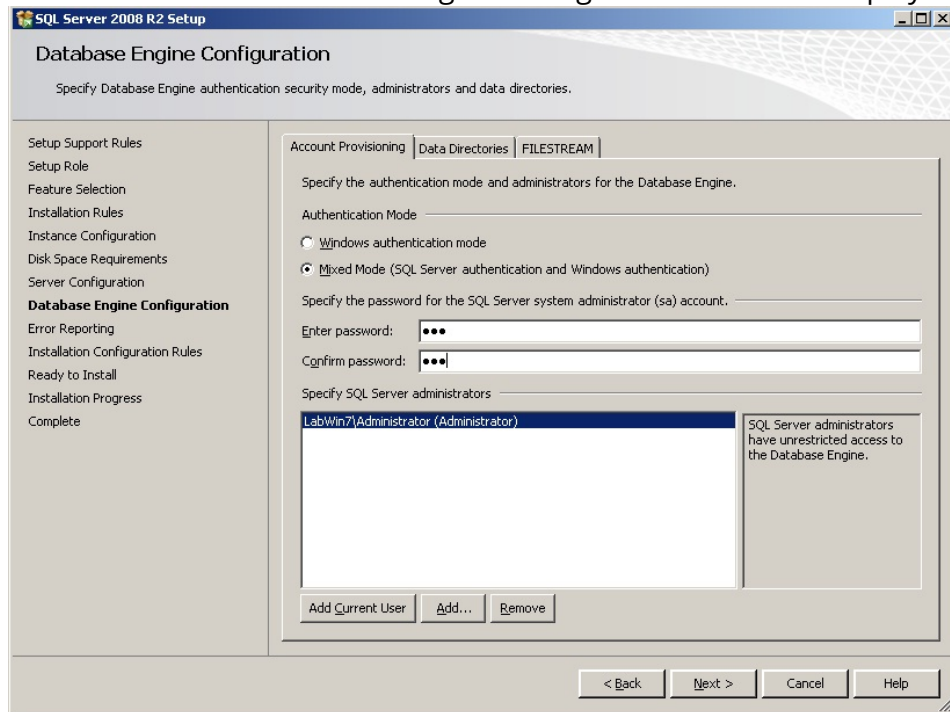 SQL Server 2008 R2 Setup
Database Engine Configuration
Specify Database Engine authentication security mode, administrators and data directories.
Setup Support Rules
Setup Role
Feature Selection
Installation Rules
Instance Configuration
Disk Space Requirements
Server Configuration
Database Engine Configuration
Error Reporting
Installation Configuration Rules
Ready to Install
Installation Progress
Complete
Account Provisioning Data Directories FILESTREAM
Specify the authentication mode and administrators for the Database Engine.
Authentication Mode
Windows authentication mode
Mixed Mode (SQL Server authentication and Windows authentication)
Specify the password for the SQL Server system administrator (sa) account.
Enter password: ●●●
Confirm password: ●●●
Specify SQL Server administrators
LabWin7\Administrator (Administrator)
SQL Server administrators
have unrestricted access to
the Database Engine.
Add Current User Add... Remove
< Back Next > Cancel Help